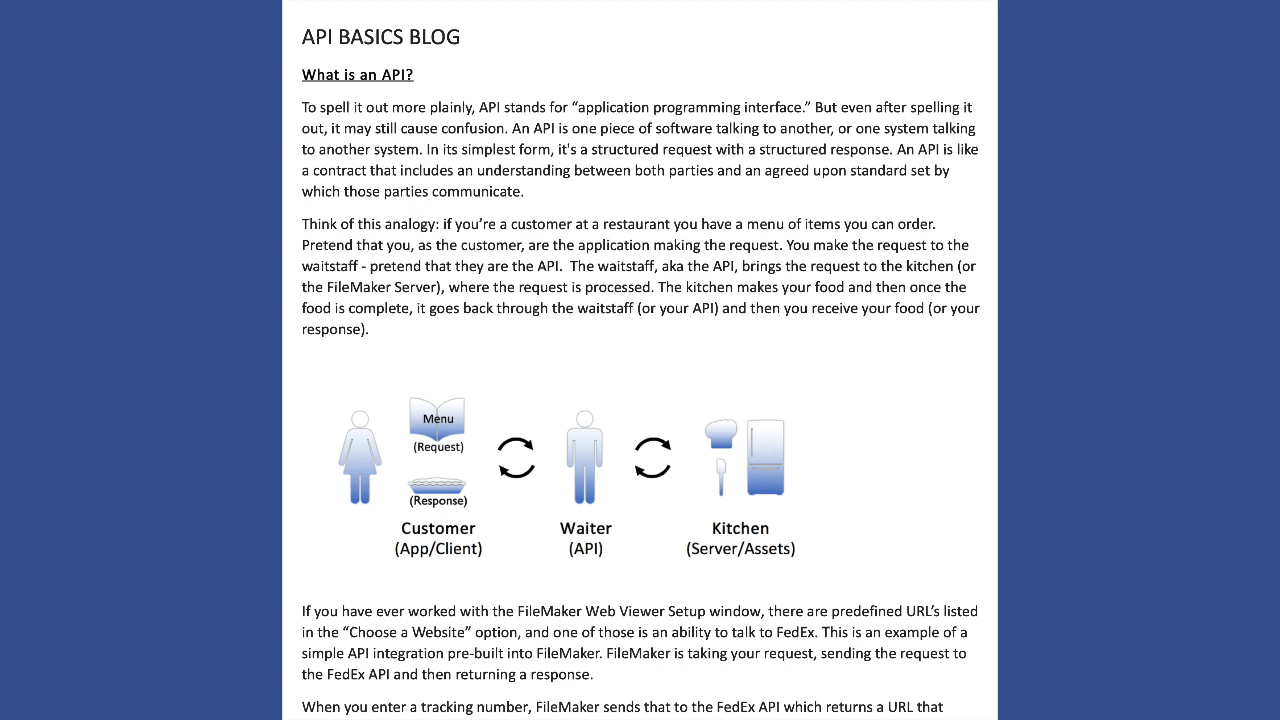 API BASICS BLOG
What is an API?
To spell it out more plainly, API stands for “application programming interface.” But even after spelling it
out, it may still cause confusion. An API is one piece of software talking to another, or one system talking
to another system. In its simplest form, it's a structured request with a structured response. An API is like
a contract that includes an understanding between both parties and an agreed upon standard set by
which those parties communicate.
Think of this analogy: if you’re a customer at a restaurant you have a menu of items you can order.
Pretend that you, as the customer, are the application making the request. You make the request to the
waitstaff - pretend that they are the API.  The waitstaff, aka the API, brings the request to the kitchen (or
the FileMaker Server), where the request is processed. The kitchen makes your food and then once the
food is complete, it goes back through the waitstaff (or your API) and then you receive your food (or your
response).
Menu
(Request)
(Response)
Customer
(App/Client)
Waiter
(API)
Kitchen
(Server/Assets)
If you have ever worked with the FileMaker Web Viewer Setup window, there are predefined URL’s listed
in the “Choose a Website” option, and one of those is an ability to talk to FedEx. This is an example of a
simple API integration pre-built into FileMaker. FileMaker is taking your request, sending the request to
the FedEx API and then returning a response.
When you enter a tracking number, FileMaker sends that to the FedEx API which returns a URL that